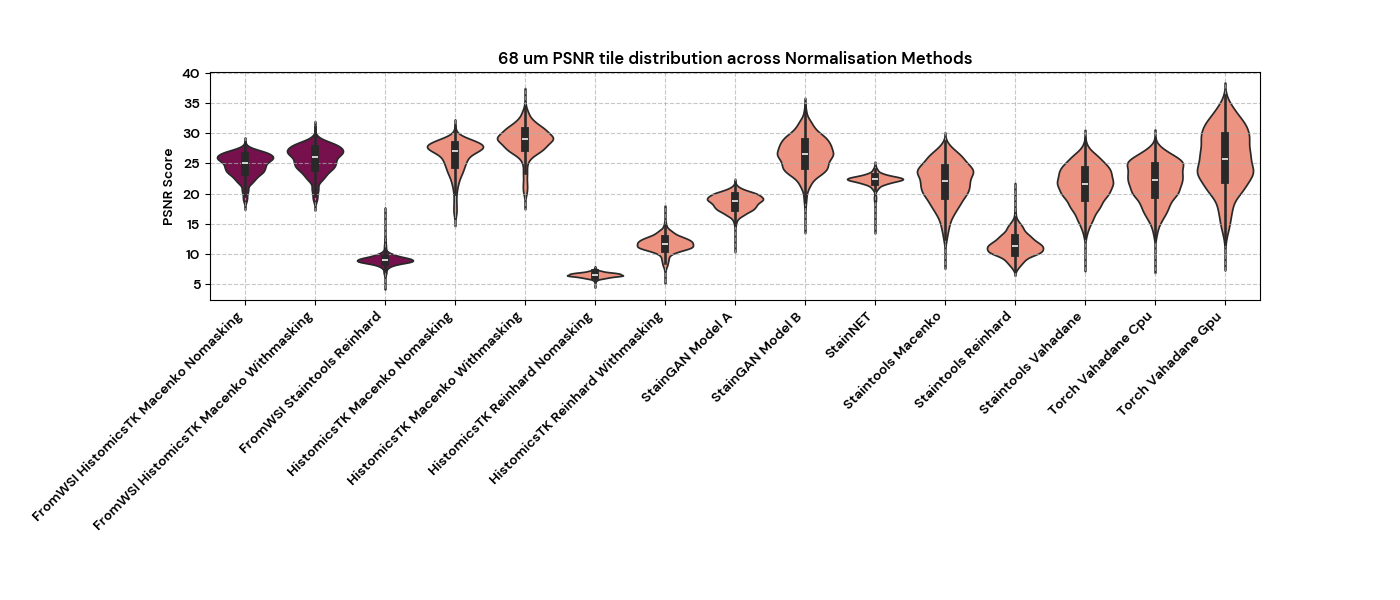 68 um PSNR tile distribution across Normalisation Methods
PSNR Score
40
35
30
25
20
15
10
5
FromWSI HistomicsTK Macenko Nomasking
FromWSI HistomicsTK Macenko Withmasking
FromWSI Staintools Reinhard
HistomicsTK Macenko Nomasking
HistomicsTK Macenko Withmasking
HistomicsTK Reinhard Nomasking
HistomicsTK Reinhard Withmasking
StainGAN Model A
StainGAN Model B
StainNET
Staintools Macenko
Staintools Reinhard
Staintools Vahadane
Torch Vahadane Cpu
Torch Vahadane Gpu